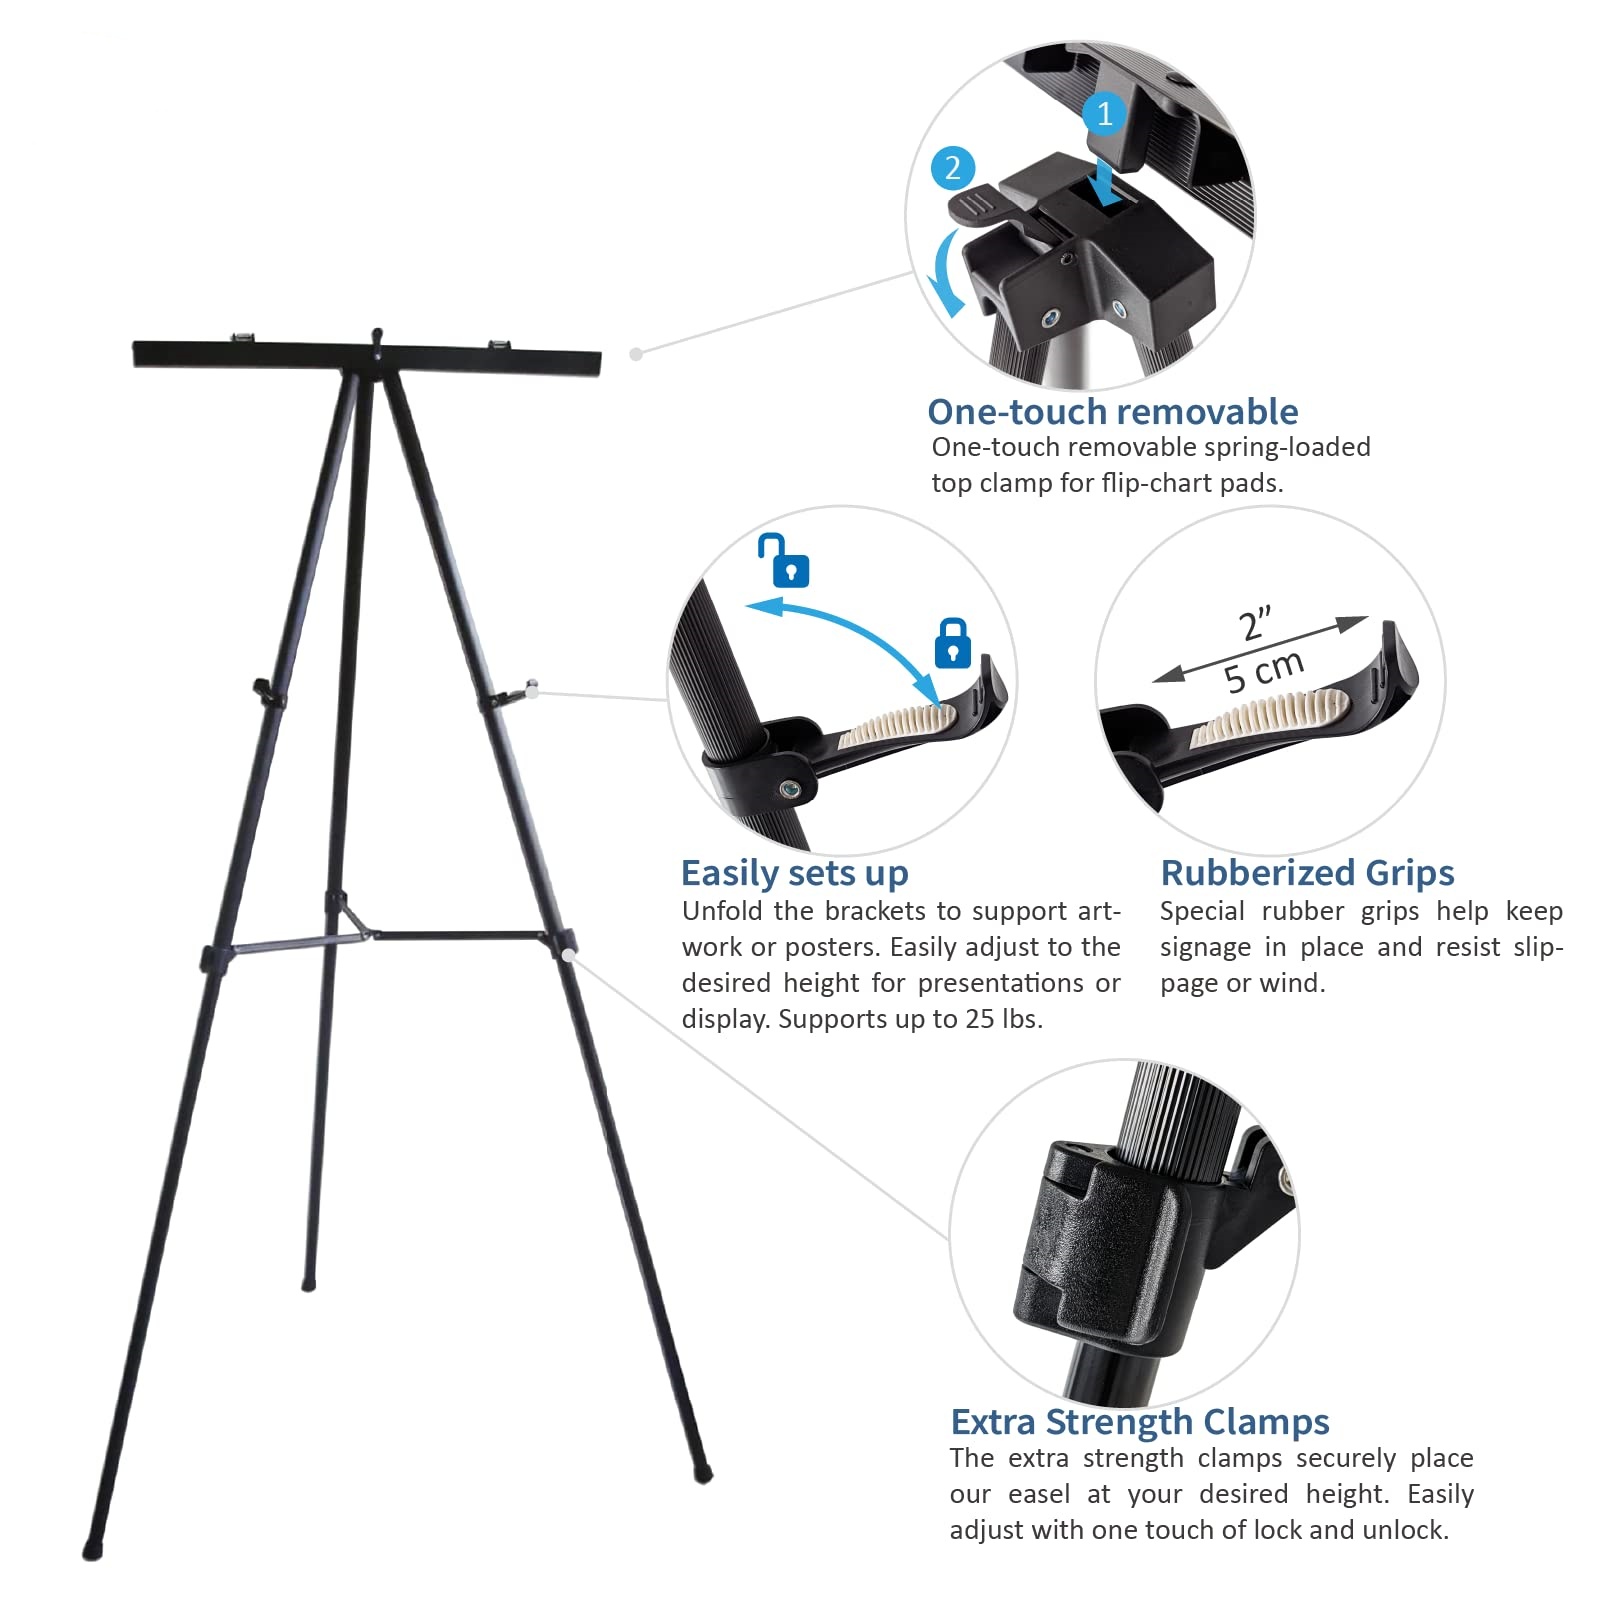 1
2
One-touch removable
One-touch removable spring-loaded
top clamp for flip-chart pads.
2”
5 cm
Easily sets up
Unfold the brackets to support art-
work or posters. Easily adjust to the
desired height for presentations or
display. Supports up to 25 lbs.
Rubberized Grips
Special rubber grips help keep
signage in place and resist slip-
page or wind.
Extra Strength Clamps
The extra strength clamps securely place
our easel at your desired height. Easily
adjust with one touch of lock and unlock.